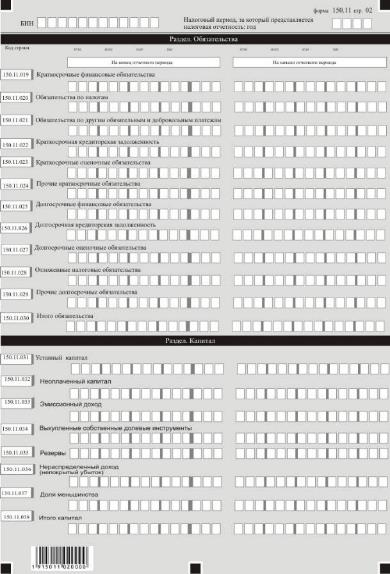 форма 150.11 стр. 02
БИН
Налоговый период, за который представляется
налоговая отчетность: год
Раздел. Обязательства
Код строки
На конец отчетного периода
На начало отчетного периода
150.11.019 Краткосрочные финансовые обязательства
150.11.020 Обязательства по налогам
150.11.021 Обязательства по другим обязательным и добровольным платежам
150.11.022 Краткосрочная кредиторская задолженность
150.11.023 Краткосрочные оценочные обязательства
150.11.024 Прочие краткосрочные обязательства
150.11.025 Долгосрочные финансовые обязательства
150.11.026 Долгосрочная кредиторская задолженность
150.11.027 Долгосрочные оценочные обязательства
150.11.028 Отложенные налоговые обязательства
150.11.029 Прочие долгосрочные обязательства
150.11.030 Итого обязательства
Раздел. Капитал
150.11.031 Уставный капитал
150.11.032 Неоплаченный капитал
150.11.033 Эмиссионный доход
150.11.034 Выкупленные собственные долевые инструменты
150.11.035 Резервы
150.11.036 Нераспределенный доход
(непокрытый убыток)
150.11.037 Доля меньшинства
150.11.038 Итого капитал
1915011020000